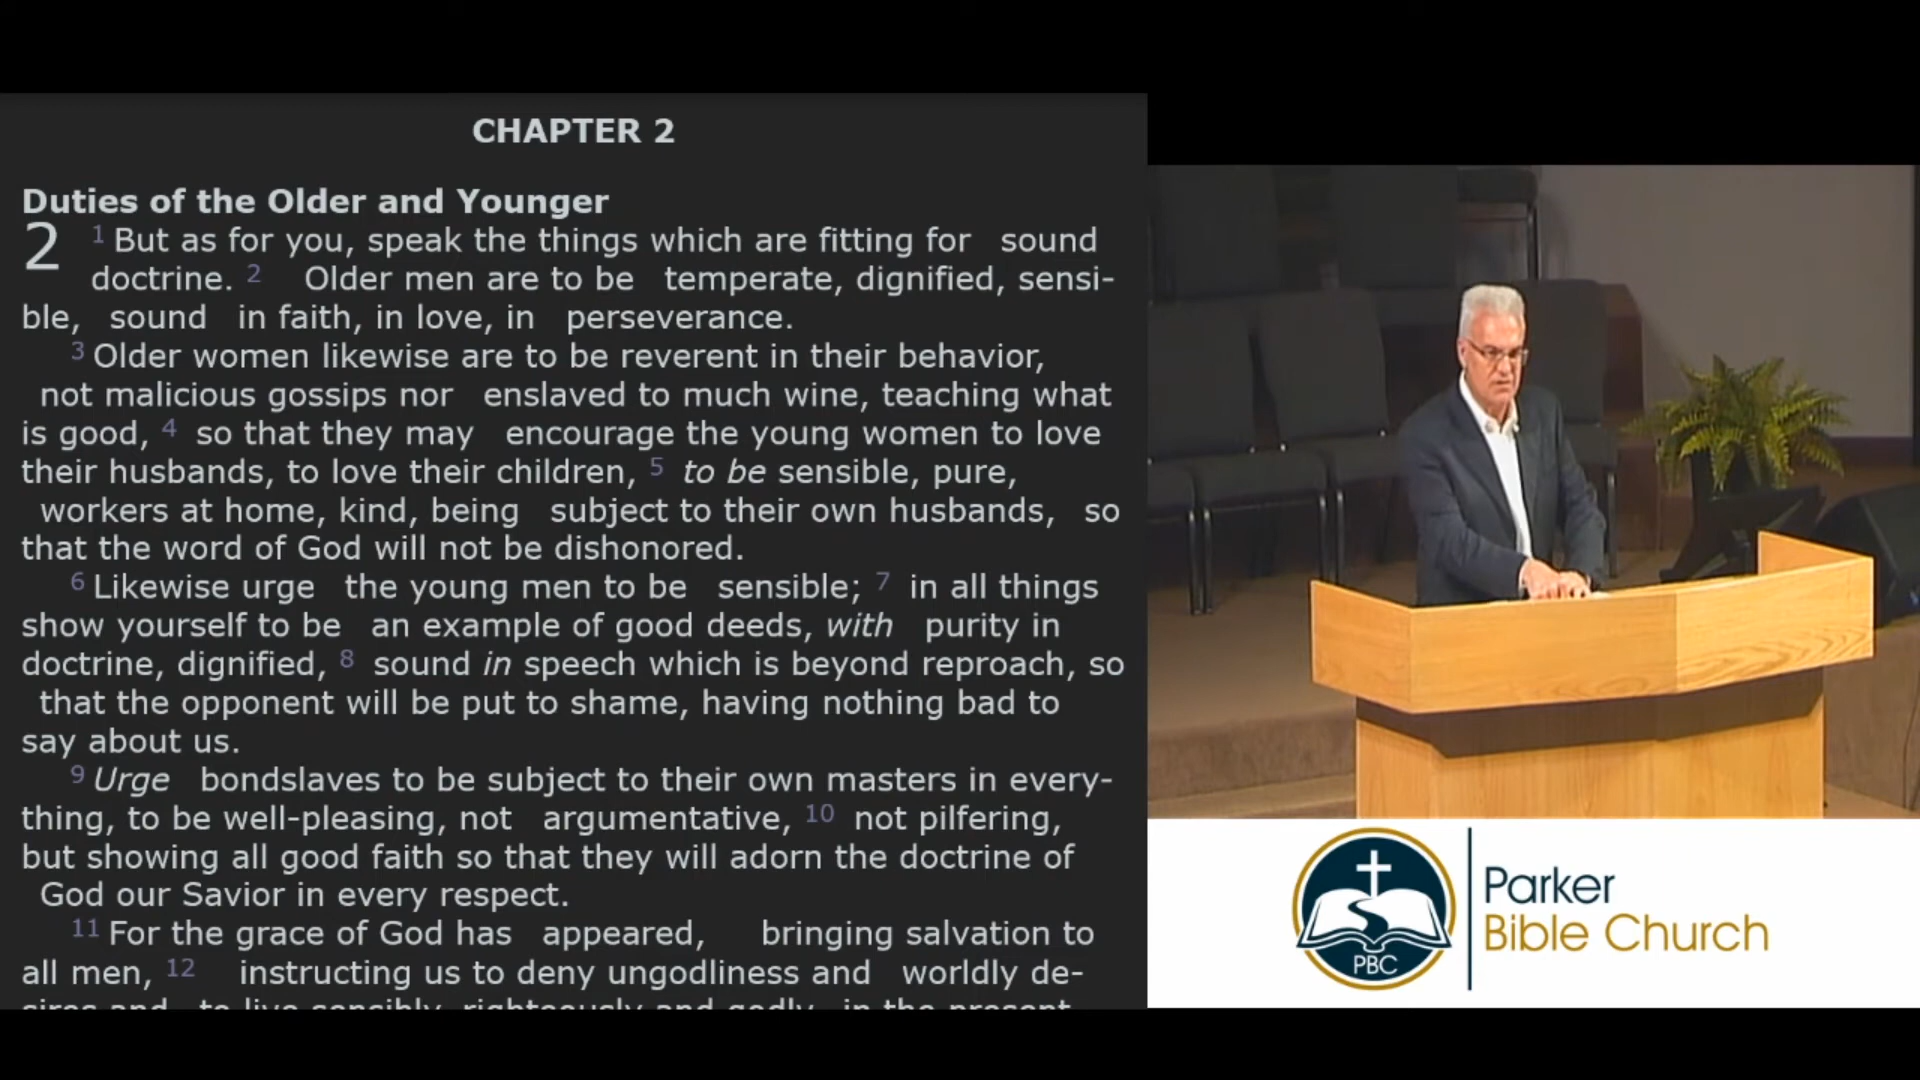 CHAPTER 2
Duties of the Older and Younger
2 1 But as for you, speak the things which are fitting for sound
doctrine. 2 Older men are to be temperate, dignified, sensi-
ble, sound in faith, in love, in perseverance.
3 Older women likewise are to be reverent in their behavior,
not malicious gossips nor enslaved to much wine, teaching what
is good, 4 so that they may encourage the young women to love
their husbands, to love their children, 5 to be sensible, pure,
workers at home, kind, being subject to their own husbands, so
that the word of God will not be dishonored.
6 Likewise urge the young men to be sensible; 7 in all things
show yourself to be an example of good deeds, with purity in
doctrine, dignified, 8 sound in speech which is beyond reproach, so
that the opponent will be put to shame, having nothing bad to
say about us.
9 Urge bondslaves to be subject to their own masters in every-
thing, to be well-pleasing, not argumentative, 10 not pilfering,
but showing all good faith so that they will adorn the doctrine of
God our Savior in every respect.
11 For the grace of God has appeared, bringing salvation to
all men, 12 instructing us to deny ungodliness and worldly de-
sires and to live sensibly, righteously and godly in the present
PBC
Parker
Bible Church